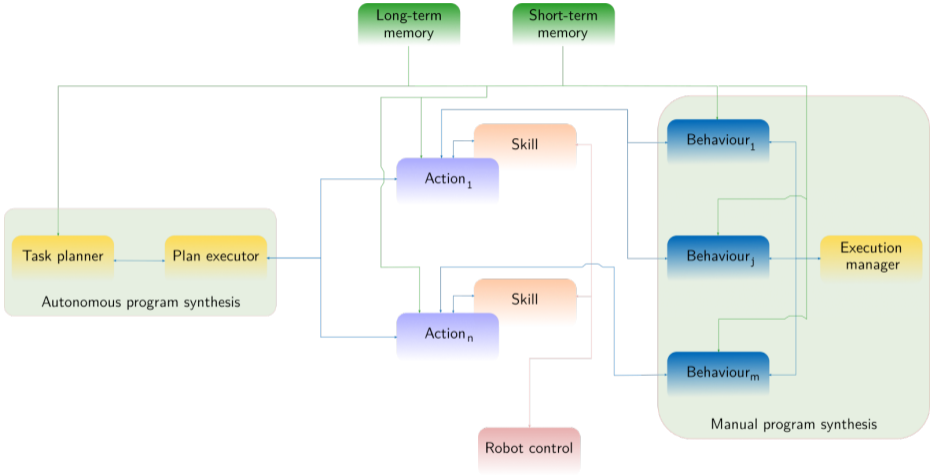 Long-term
memory
Short-term
memory
Skill
Behaviour1
Action1
Task planner
Plan executor
Behaviourj
Execution
manager
Autonomous program synthesis
Skill
Actionn
Behaviourm
Manual program synthesis
Robot control